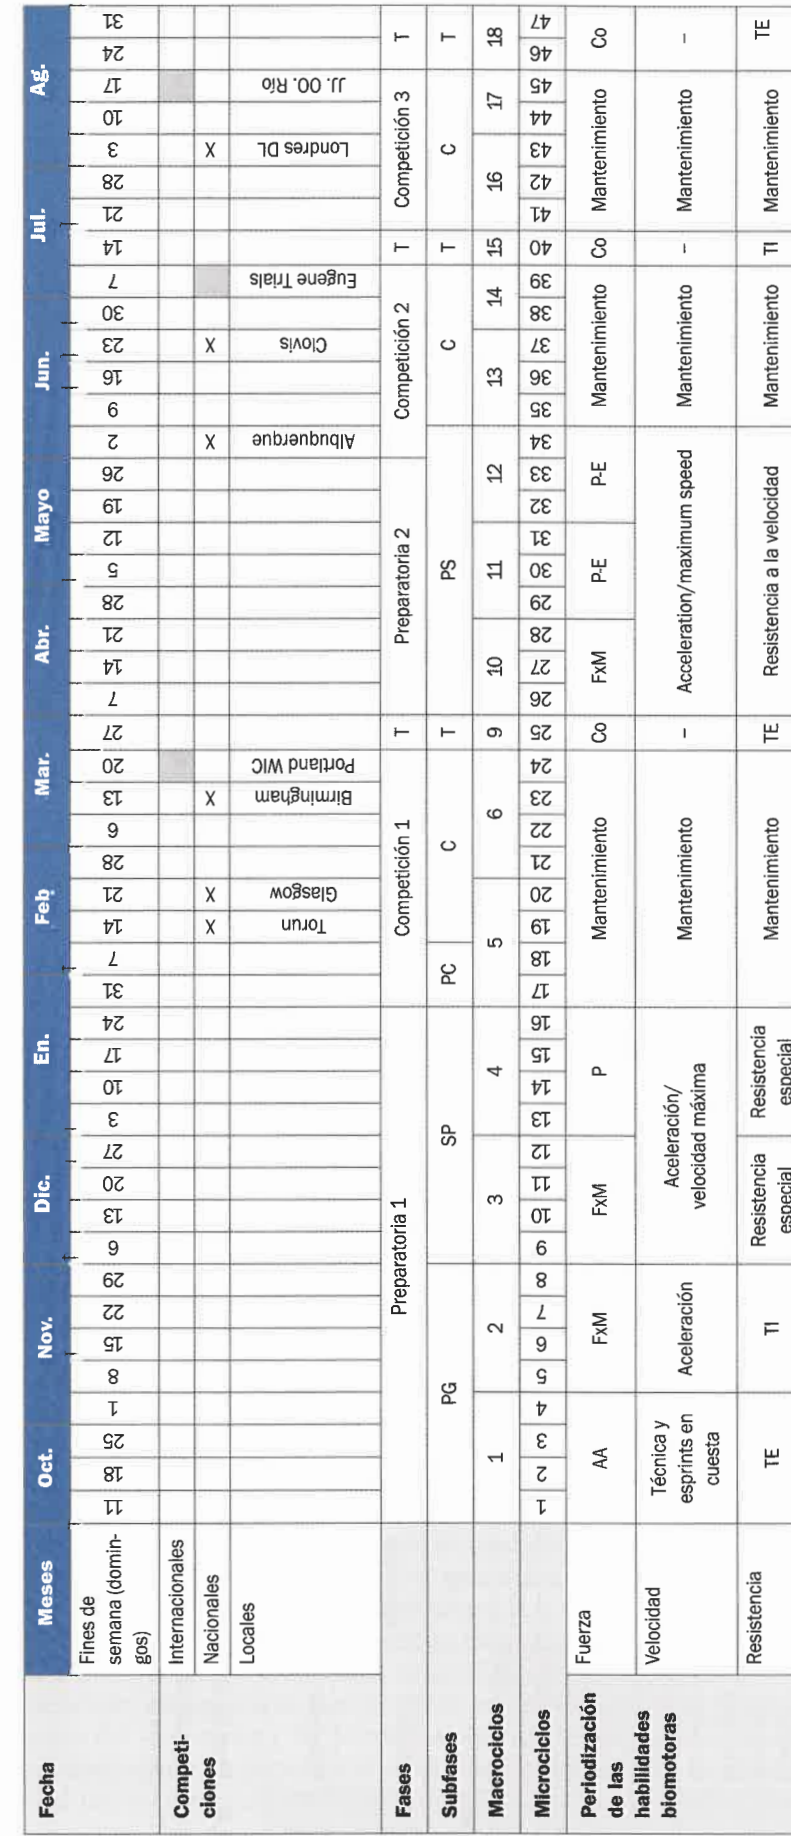 Fecha Meses Oct. Nov. Dic. En. Feb. Mar. Abr. Mayo Jun. Jul. Ag.
Fines de
semana (domin-
gos)
11 18 25 1 8 15 22 29 6 13 20 27 3 10 17 24 31 7 14 21 28 6 13 20 27 7 14 21 28 5 12 19 26 2 9 16 23 30 7 14 21 28 3 10 17 24 31
Competi-
ciones
Internacionales
Nacionales X X X X X X
Locales Torun Glasgow Birmingham Portland WIC Albuquerque Clovis Eugene Trials Londres DL JJ. OO. Río
Fases Preparatoria 1 Competición 1 T Preparatoria 2 Competición 2 T Competición 3 T
Subfases PG SP PC C T PS C T C T
Macrociclos 1 2 3 4 5 6 9 10 11 12 13 14 15 16 17 18
Microciclos 1 2 3 4 5 6 7 8 9 10 11 12 13 14 15 16 17 18 19 20 21 22 23 24 25 26 27 28 29 30 31 32 33 34 35 36 37 38 39 40 41 42 43 44 45 46 47
Periodización
de las
habilidades
biomotoras
Fuerza AA FxM FxM P Mantenimiento Co FxM P-E P-E Mantenimiento Co Mantenimiento Co
Velocidad
Técnica y
esprints en
cuesta
Aceleración
Aceleración/
velocidad máxima
Mantenimiento – Acceleration/maximum speed Mantenimiento – Mantenimiento –
Resistencia TE TI
Resistencia
especial
Resistencia
especial
Mantenimiento TE Resistencia a la velocidad Mantenimiento TI Mantenimiento TE